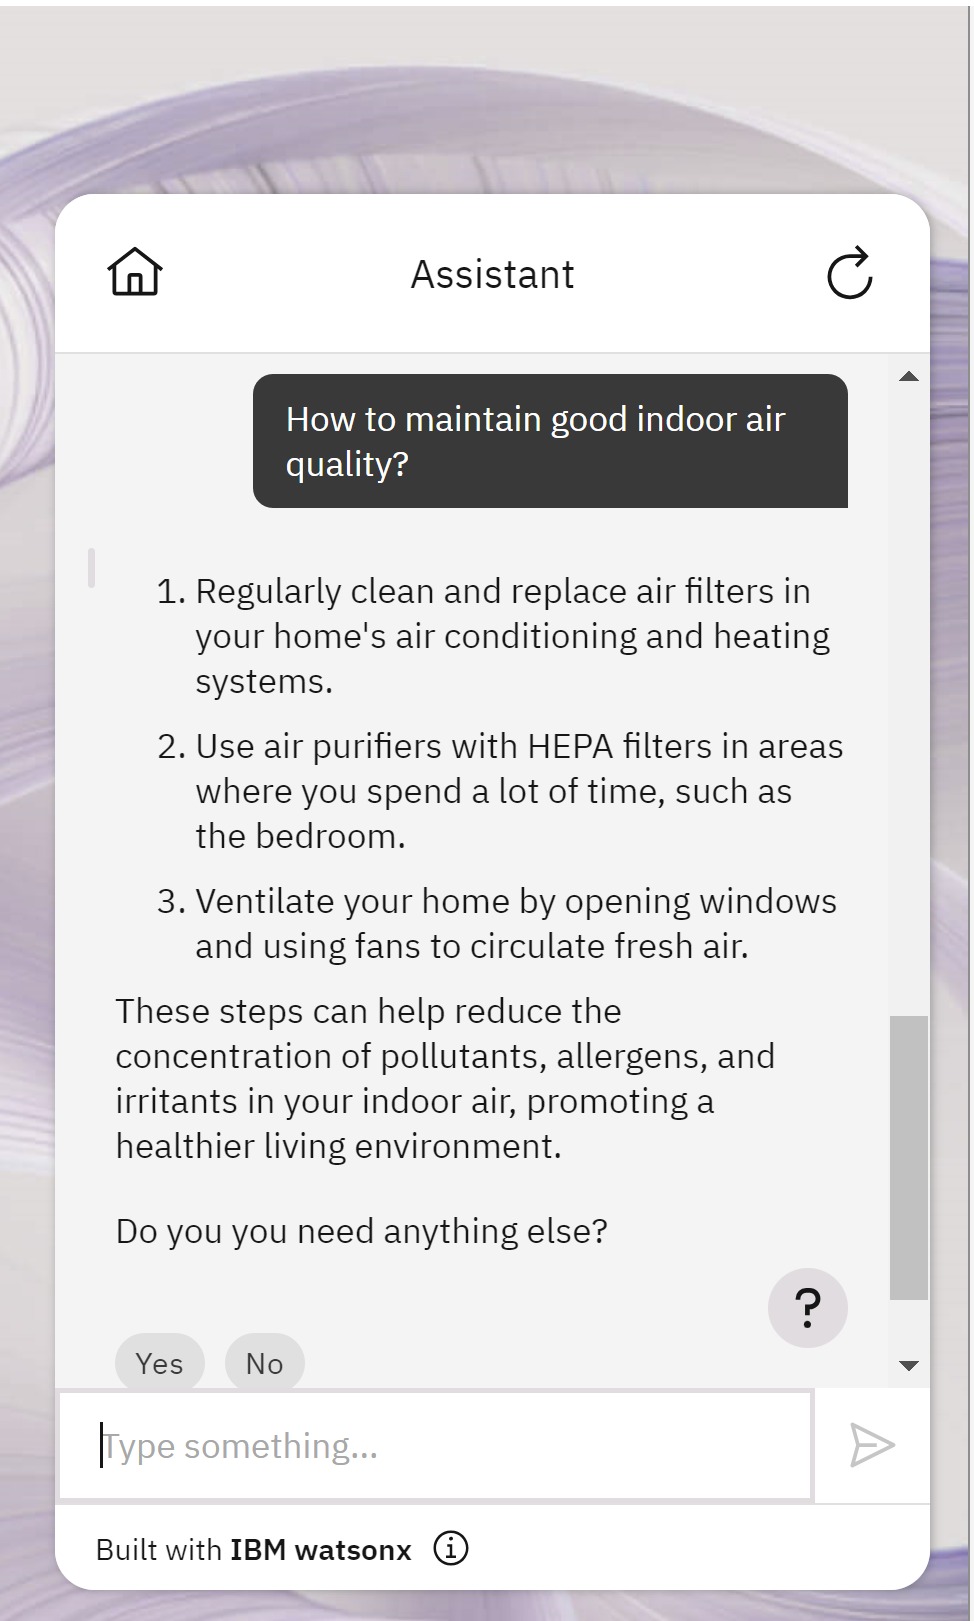 Assistant
How to maintain good indoor air
quality?
1. Regularly clean and replace air filters in
your home's air conditioning and heating
systems.
2. Use air purifiers with HEPA filters in areas
where you spend a lot of time, such as
the bedroom.
3. Ventilate your home by opening windows
and using fans to circulate fresh air.
These steps can help reduce the
concentration of pollutants, allergens, and
irritants in your indoor air, promoting a
healthier living environment.
Do you you need anything else?
?
Yes No
Type something...
Built with IBM watsonx